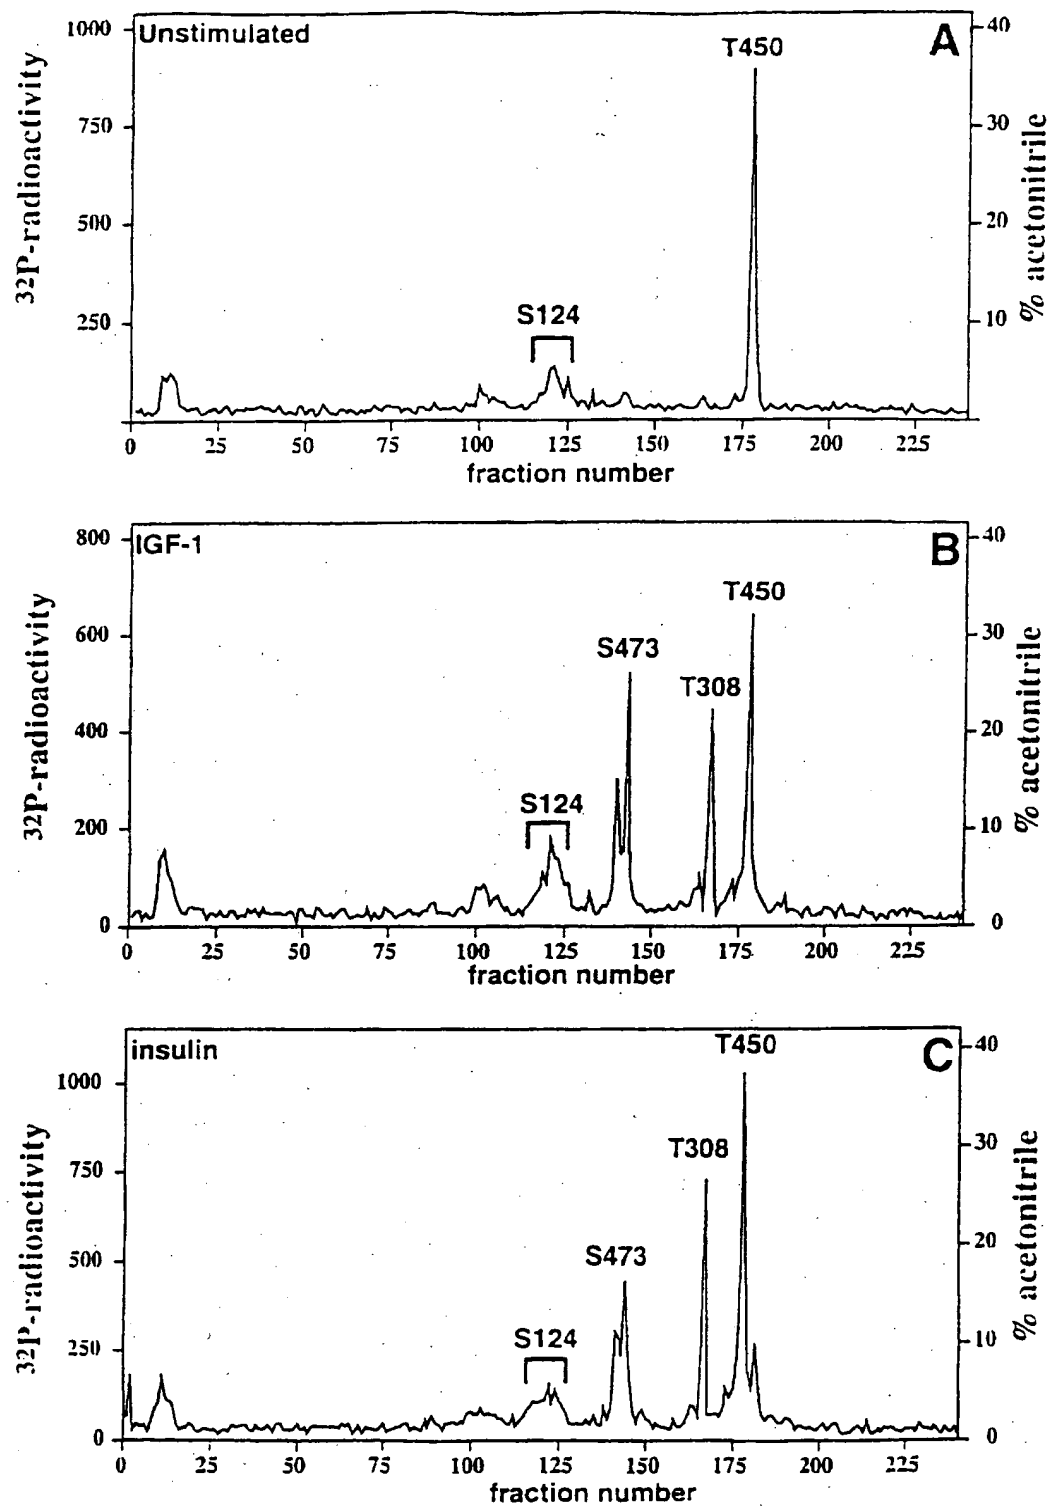 Unstimulated
A
T450
S124
1000
750
500
250
40
30
20
10
32P-radioactivity
% acetonitrile
0 25 50 75 100 125 150 175 200 225
fraction number
IGF-1
B
T450
S473
T308
S124
800
600
400
200
0
40
30
20
10
0
32P-radioactivity
% acetonitrile
0 25 50 75 100 125 150 175 200 225
fraction number
insulin
C
T450
T308
S473
S124
1000
750
500
250
0
40
30
20
10
0
32P-radioactivity
% acetonitrile
0 25 50 75 100 125 150 175 200 225
fraction number